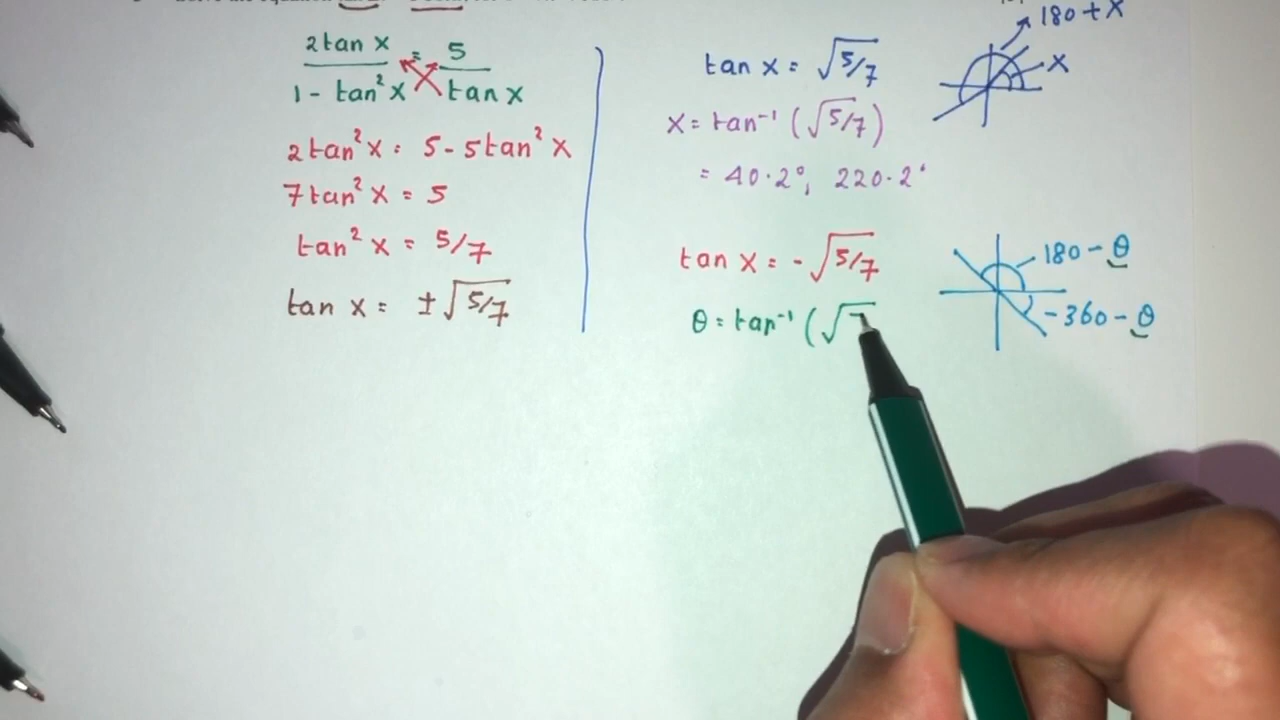 2tan x = 5
1 - tan²x tan x
2tan²x = 5 - 5tan²x
7tan²x = 5
tan²x = 5/7
tan x = ±√5/7
tan x = √5/7
x = tan⁻¹(√5/7)
= 40.2°, 220.2°
180 + x
x
tan x = -√5/7
θ = tan⁻¹(√
180 - θ
360 - θ